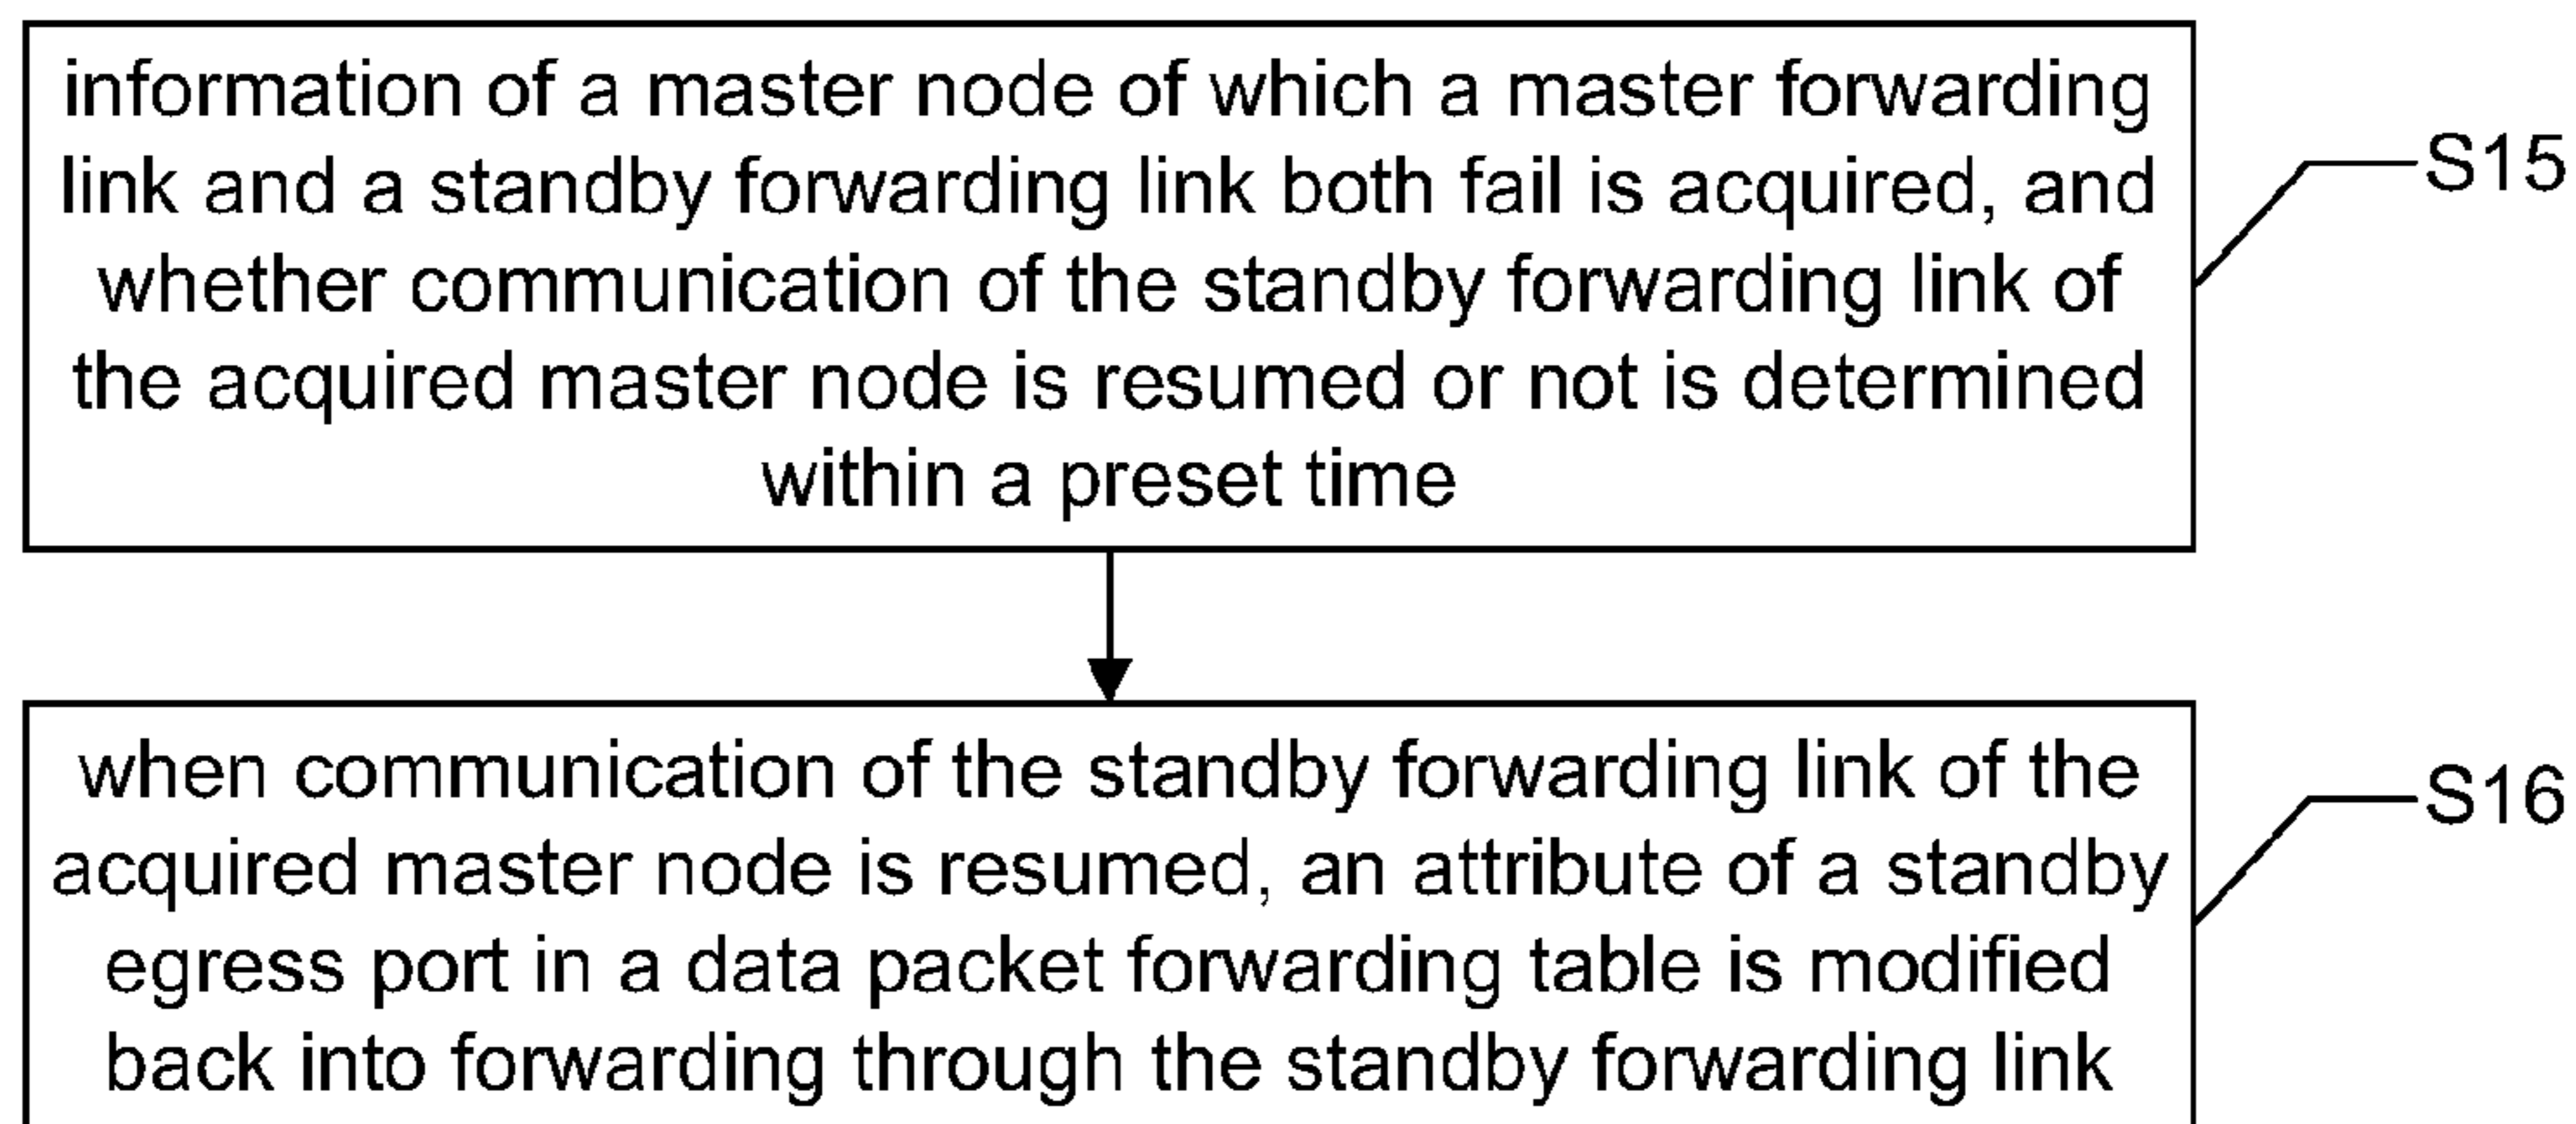 information of a master node of which a master forwarding
link and a standby forwarding link both fail is acquired, and
whether communication of the standby forwarding link of
the acquired master node is resumed or not is determined
within a preset time
S15
when communication of the standby forwarding link of the
acquired master node is resumed, an attribute of a standby
egress port in a data packet forwarding table is modified
back into forwarding through the standby forwarding link
S16